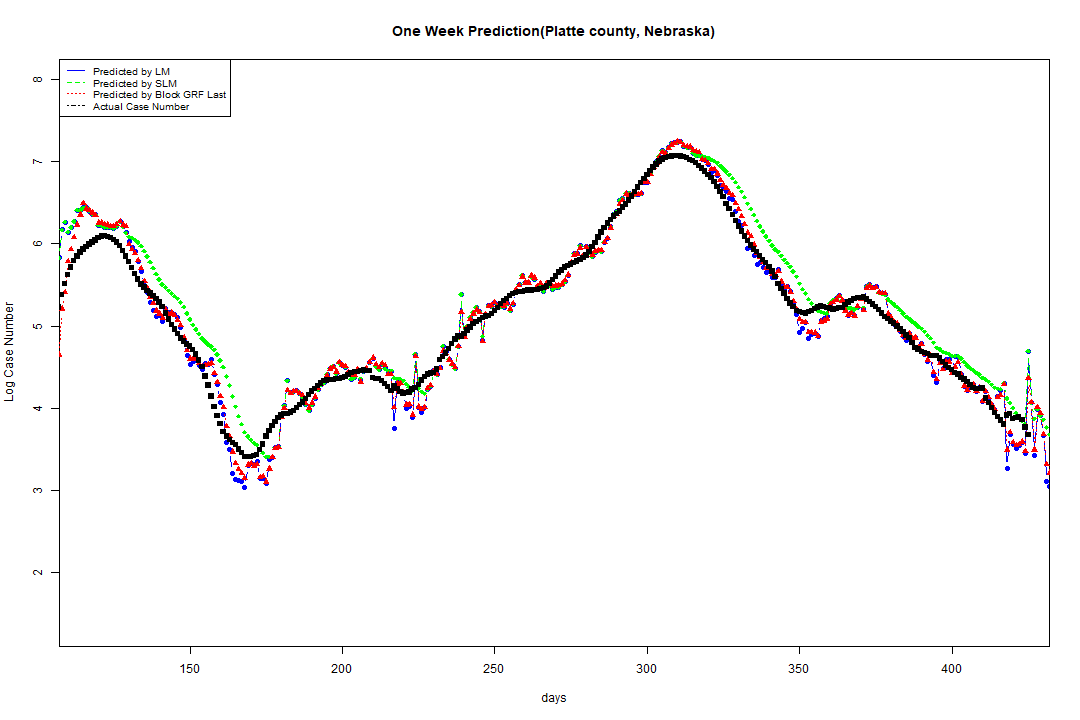 One Week Prediction(Platte county, Nebraska)
Predicted by LM
Predicted by SLM
Predicted by Block GRF Last
Actual Case Number
8
7
6
5
4
3
2
Log Case Number
150 200 250 300 350 400
days